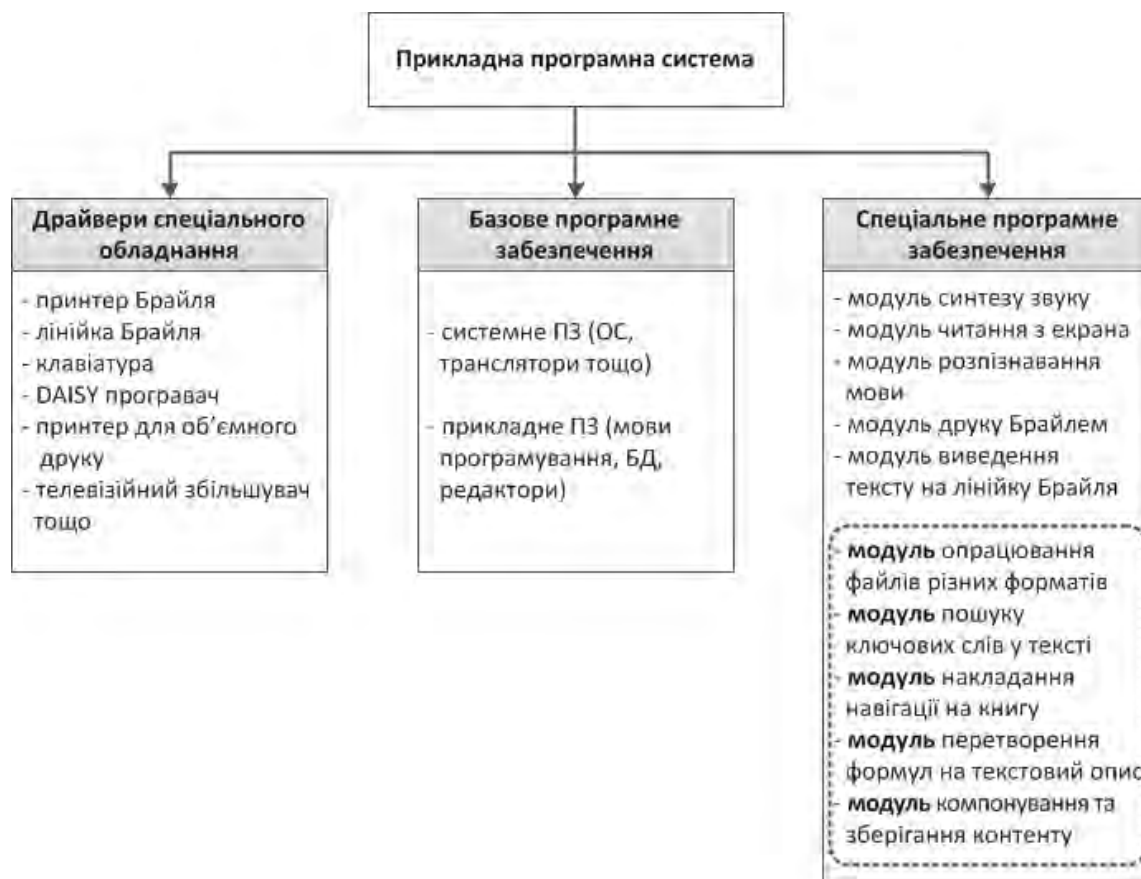 Прикладна програмна система
Драйвери спеціального
обладнання
- принтер Брайля
- лінійка Брайля
- клавіатура
- DAISY програвач
- принтер для об’ємного
друку
- телевізійний збільшувач
тощо
Базове програмне
забезпечення
- системне ПЗ (ОС,
транслятори тощо)
- прикладне ПЗ (мови
програмування, БД,
редактори)
Спеціальне програмне
забезпечення
- модуль синтезу звуку
- модуль читання з екрана
- модуль розпізнавання
мови
- модуль друку Брайлем
- модуль виведення
тексту на лінійку Брайля
- модуль опрацювання
файлів різних форматів
- модуль пошуку
ключових слів у тексті
- модуль накладання
навігації на книгу
- модуль перетворення
формул на текстовий опис
- модуль компонування та
зберігання контенту